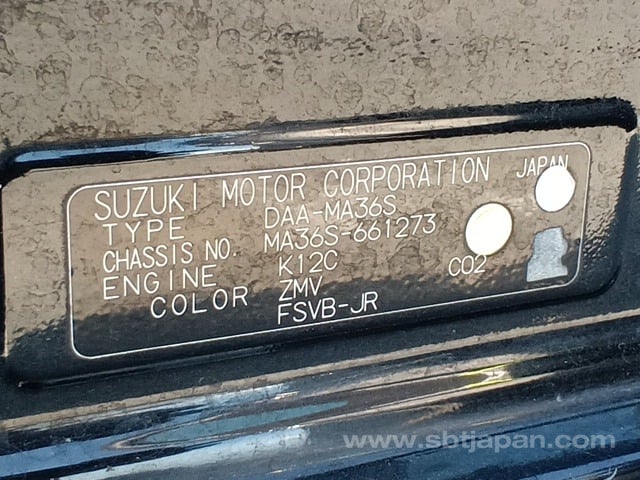 SUZUKI MOTOR CORPORATION JAPAN
TYPE DAA-MA36S
CHASSIS NO. MA36S-661273
ENGINE K12C CO2
COLOR ZMV
FSVB-JR
www.sbtjapan.com